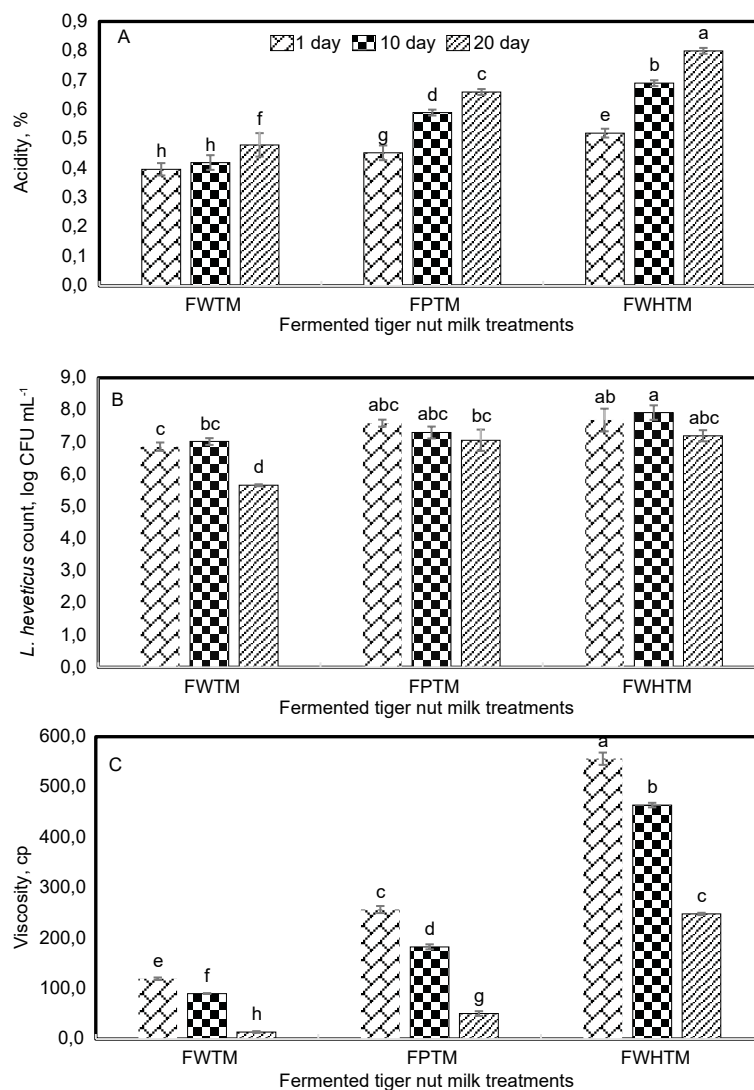 0,9
0,8
0,7
0,6
0,5
0,4
0,3
0,2
0,1
0,0
Acidity, %
A
1 day 10 day 20 day
h h f
g d c
e b a
FWTM FPTM FWHTM
Fermented tiger nut milk treatments
9,0
8,0
7,0
6,0
5,0
4,0
3,0
2,0
1,0
0,0
L. heveticus count, log CFU mL-1
B
c bc d
abc abc bc
ab a abc
FWTM FPTM FWHTM
Fermented tiger nut milk treatments
600,0
500,0
400,0
300,0
200,0
100,0
0,0
Viscosity, cp
C
e f h
c d g
a b c
FWTM FPTM FWHTM
Fermented tiger nut milk treatments